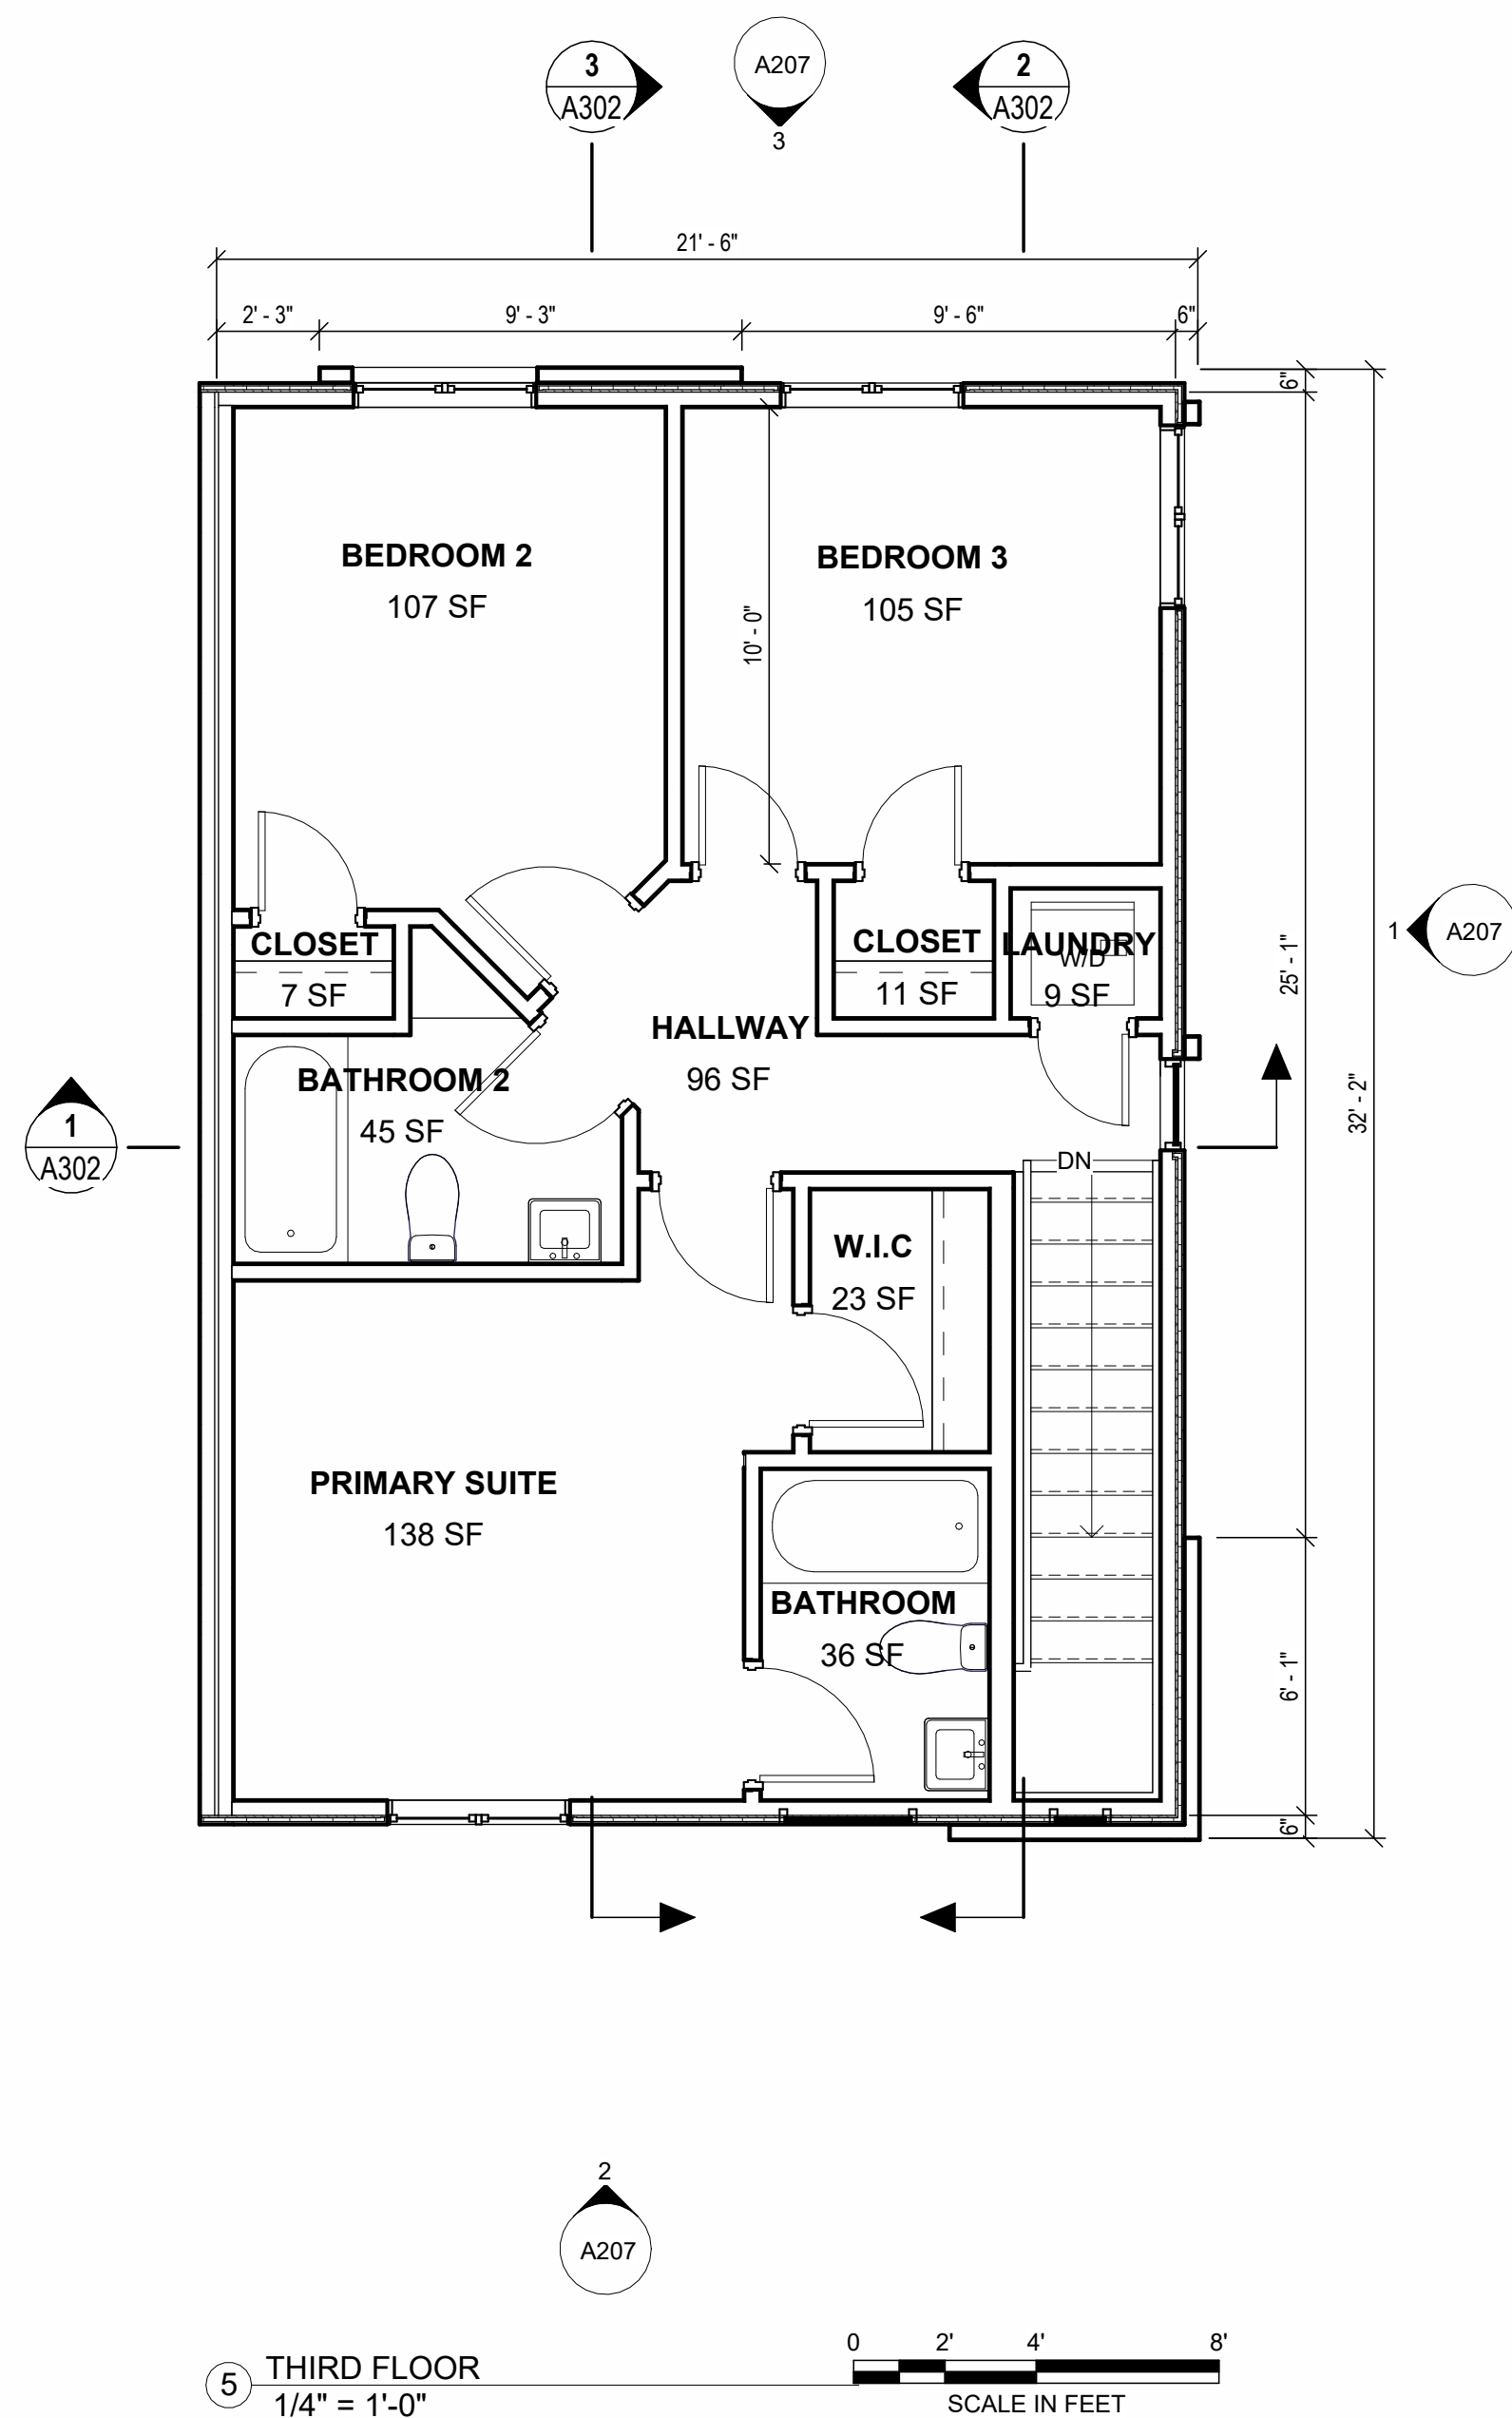 3
A302
A207
3
2
A302
21' - 6"
2' - 3"
9' - 3"
9' - 6"
6"
6"
BEDROOM 2
107 SF
BEDROOM 3
105 SF
10' - 0"
CLOSET
7 SF
CLOSET
11 SF
LAUNDRY
W/D
9 SF
1
A207
25' - 1"
HALLWAY
96 SF
BATHROOM 2
45 SF
32' - 2"
1
A302
DN
W.I.C
23 SF
PRIMARY SUITE
138 SF
BATHROOM
36 SF
6' - 1"
6"
2
A207
5
THIRD FLOOR
1/4" = 1'-0"
0 2' 4' 8'
SCALE IN FEET